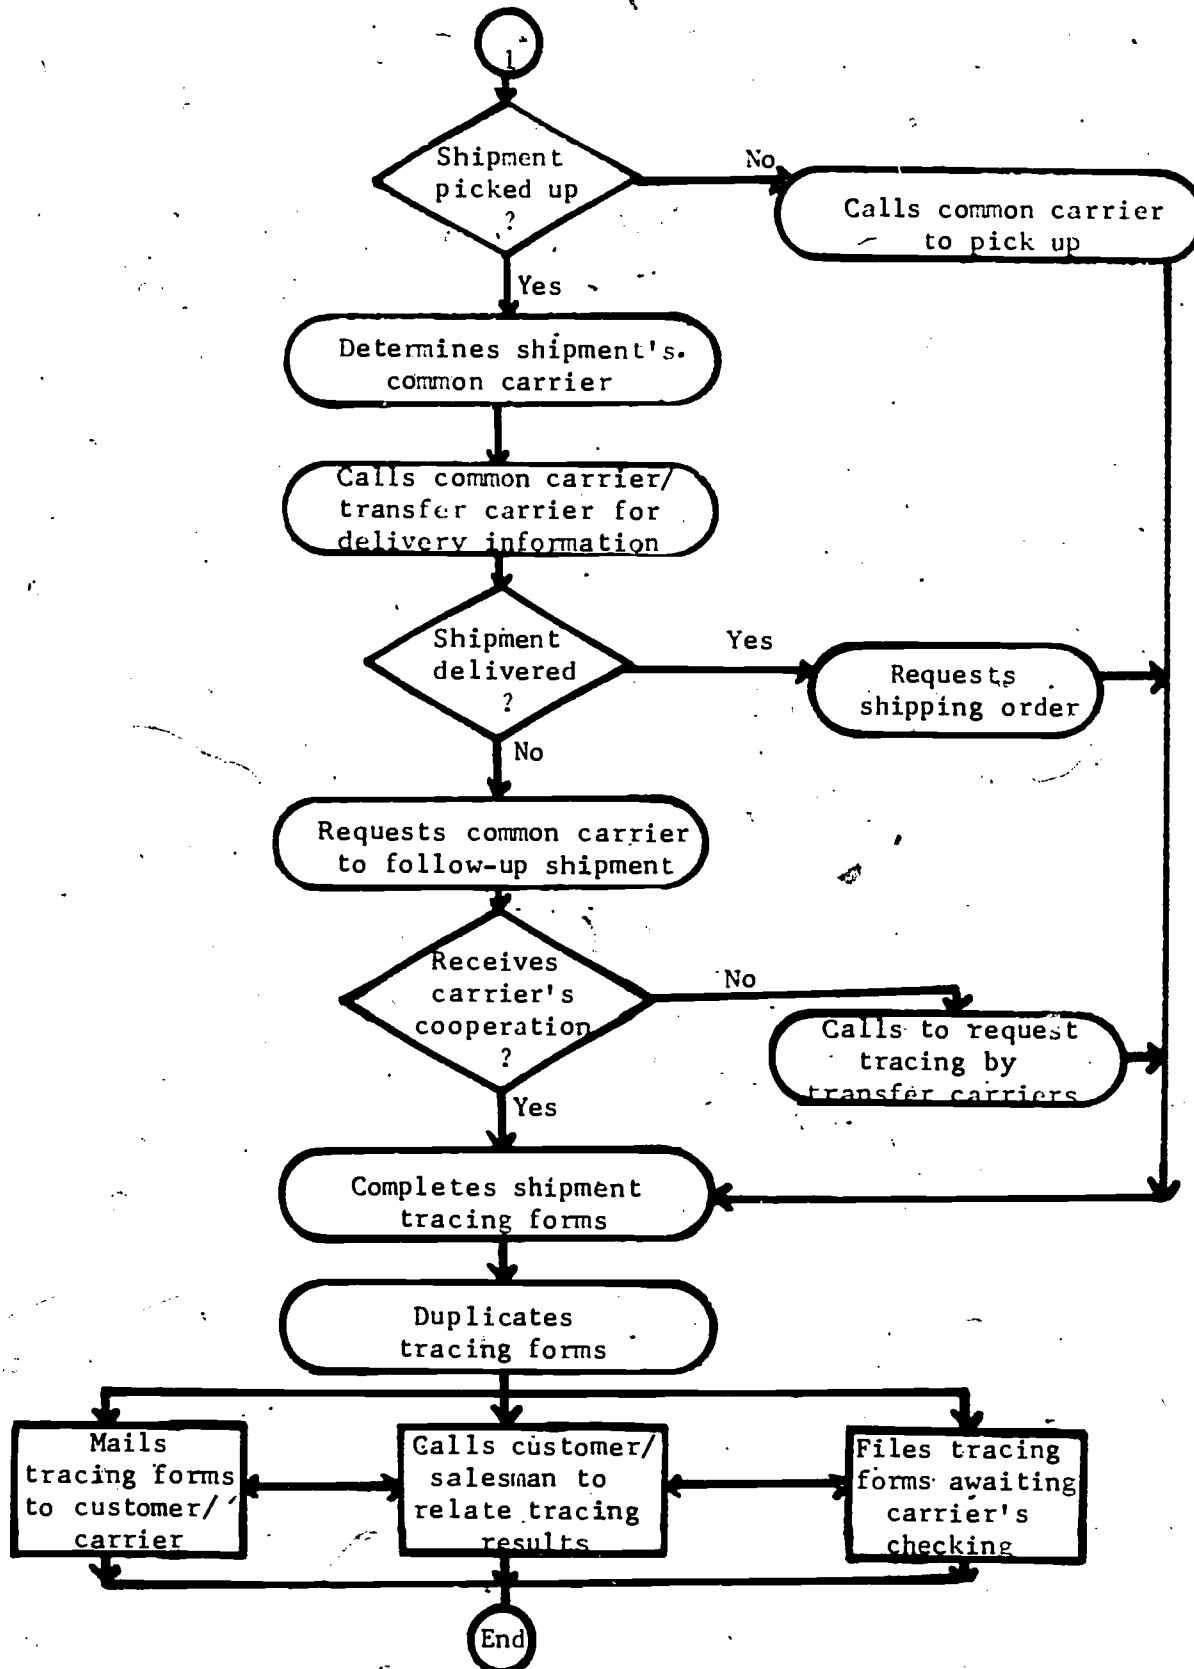 1
Shipment
picked up
?
No
Calls common carrier
to pick up
Yes
Determines shipment's
common carrier
Calls common carrier/
transfer carrier for
delivery information
Shipment
delivered
?
Yes
Requests
shipping order
No
Requests common carrier
to follow-up shipment
Receives
carrier's
cooperation
?
No
Calls to request
tracing by
transfer carriers
Yes
Completes shipment
tracing forms
Duplicates
tracing forms
Mails
tracing forms
to customer/
carrier
Calls customer/
salesman to
relate tracing
results
Files tracing
forms awaiting
carrier's
checking
End